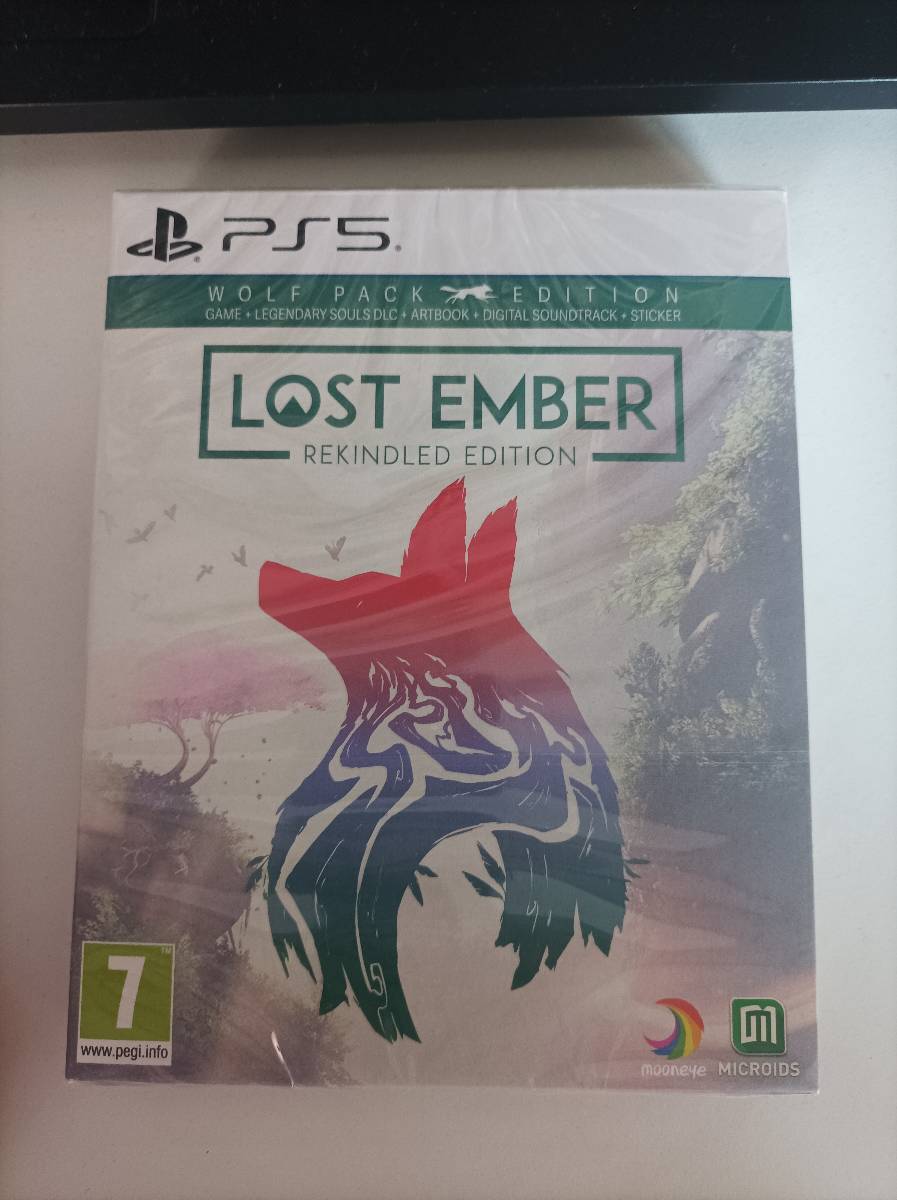 PS5
WOLF PACK EDITION
GAME + LEGENDARY SOULS DLC + ARTBOOK + DIGITAL SOUNDTRACK + STICKER
LOST EMBER
REKINDLED EDITION
7
www.pegi.info
mooneye
MICROIDS